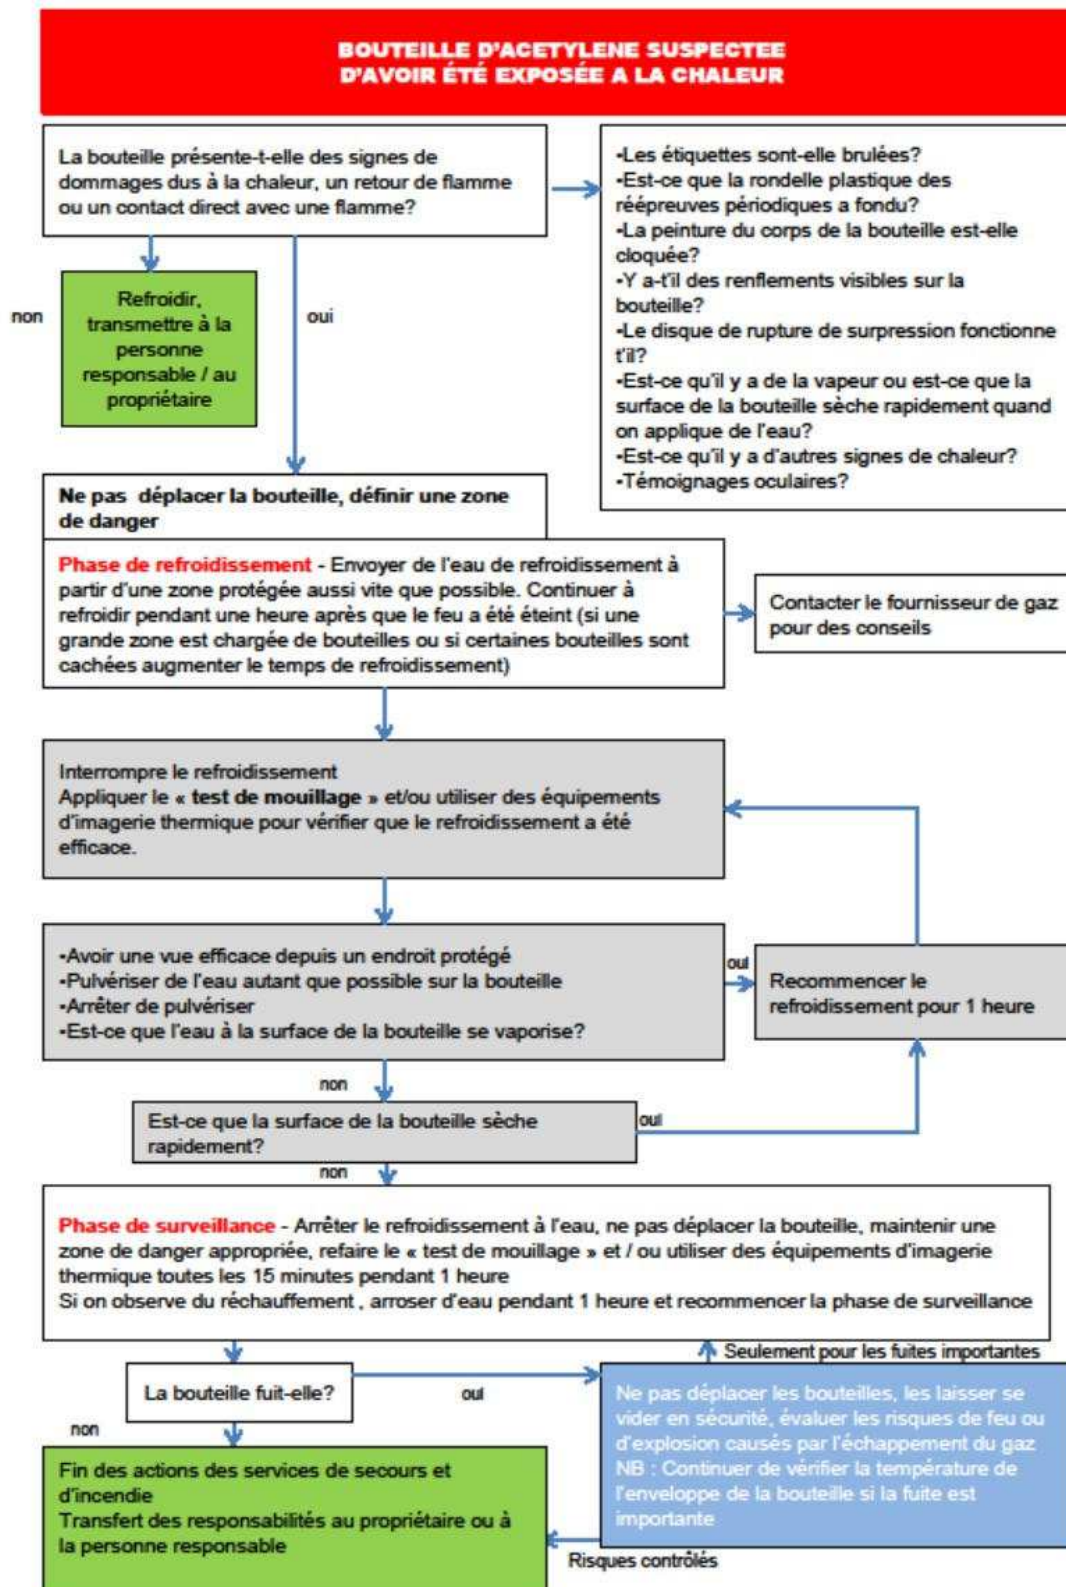 BOUTEILLE D'ACETYLENE SUSPECTEE
D'AVOIR ÉTÉ EXPOSÉE A LA CHALEUR
La bouteille présente-t-elle des signes de
dommages dus à la chaleur, un retour de flamme
ou un contact direct avec une flamme?
-Les étiquettes sont-elle brulées?
-Est-ce que la rondelle plastique des
réépreuves périodiques a fondu?
-La peinture du corps de la bouteille est-elle
cloquée?
-Y a-t'il des renflements visibles sur la
bouteille?
-Le disque de rupture de surpression fonctionne
t'il?
-Est-ce qu'il y a de la vapeur ou est-ce que la
surface de la bouteille sèche rapidement quand
on applique de l'eau?
-Est-ce qu'il y a d'autres signes de chaleur?
-Témoignages oculaires?
non
Refroidir,
transmettre à la
personne
responsable / au
propriétaire
oui
Ne pas déplacer la bouteille, définir une zone
de danger
Phase de refroidissement - Envoyer de l'eau de refroidissement à
partir d'une zone protégée aussi vite que possible. Continuer à
refroidir pendant une heure après que le feu a été éteint (si une
grande zone est chargée de bouteilles ou si certaines bouteilles sont
cachées augmenter le temps de refroidissement)
Contacter le fournisseur de gaz
pour des conseils
Interrompre le refroidissement
Appliquer le « test de mouillage » et/ou utiliser des équipements
d'imagerie thermique pour vérifier que le refroidissement a été
efficace.
-Avoir une vue efficace depuis un endroit protégé
-Pulvériser de l'eau autant que possible sur la bouteille
-Arrêter de pulvériser
-Est-ce que l'eau à la surface de la bouteille se vaporise?
oui
Recommencer le
refroidissement pour 1 heure
non
Est-ce que la surface de la bouteille sèche
rapidement?
oui
non
Phase de surveillance - Arrêter le refroidissement à l'eau, ne pas déplacer la bouteille, maintenir une
zone de danger appropriée, refaire le « test de mouillage » et / ou utiliser des équipements d'imagerie
thermique toutes les 15 minutes pendant 1 heure
Si on observe du réchauffement , arroser d'eau pendant 1 heure et recommencer la phase de surveillance
Seulement pour les fuites importantes
La bouteille fuit-elle?
oui
non
Ne pas déplacer les bouteilles, les laisser se
vider en sécurité, évaluer les risques de feu ou
d'explosion causés par l'échappement du gaz
NB : Continuer de vérifier la température de
l'enveloppe de la bouteille si la fuite est
importante
Fin des actions des services de secours et
d'incendie
Transfert des responsabilités au propriétaire ou à
la personne responsable
Risques contrôlés